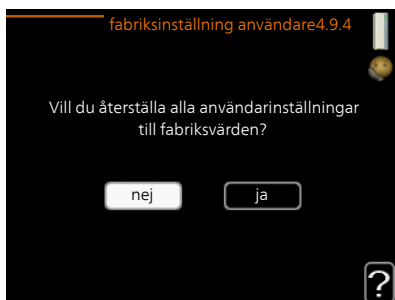 fabriksinställning användare4.9.4
Vill du återställa alla användarinställningar
till fabriksvärden?
nej ja
?